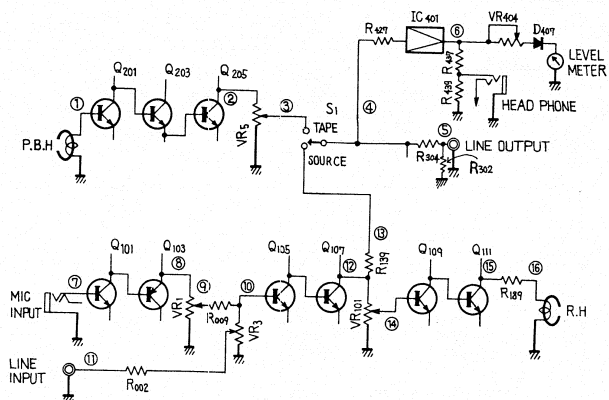 IC401
⑥
VR404
D407
R427
R437
R439
LEVEL
METER
HEAD PHONE
Q201
Q203
Q205
①
②
③
④
S1
TAPE
SOURCE
VR5
P.B.H
⑤
LINE OUTPUT
R304
R302
⑬
Q101
Q103
Q105
Q107
R139
Q109
Q111
⑦
⑧
⑨
⑩
⑫
⑮
⑯
R189
MIC
INPUT
VR1
R009
VR3
VR101
⑭
R.H
⑪
LINE
INPUT
R002